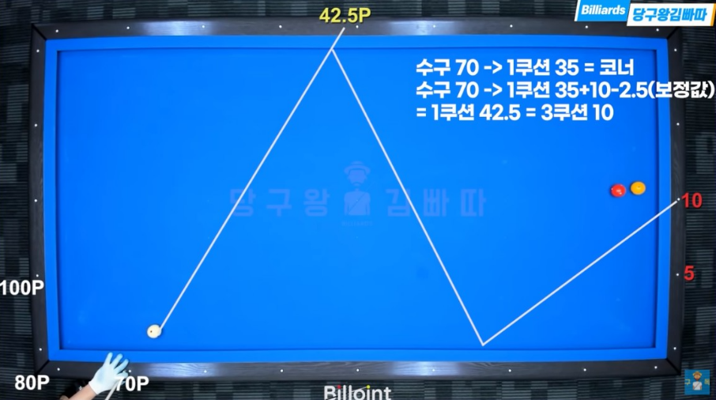 42.5P
Billiards 당구왕김빠따
수구 70 -> 1쿠션 35 = 코너
수구 70 -> 1쿠션 35+10-2.5(보정값)
= 1쿠션 42.5 = 3쿠션 10
당구왕 김빠따
10
5
100P
80P
70P
Billoint